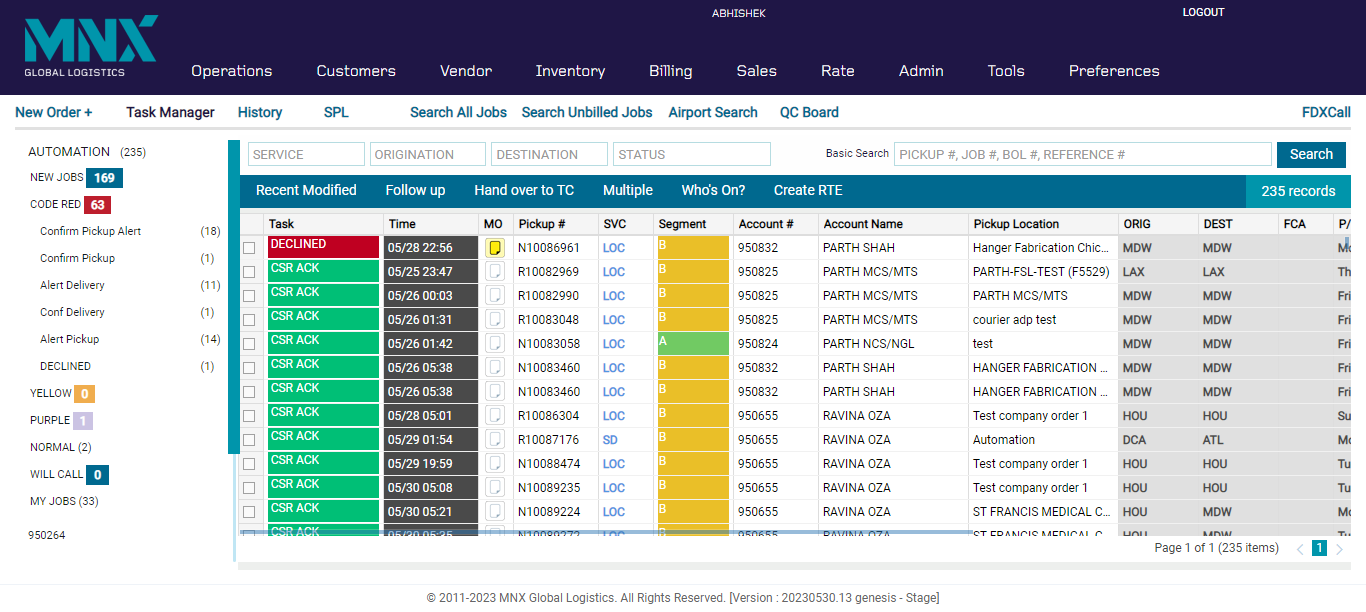 ABHISHEK
LOGOUT
MNX
GLOBAL LOGISTICS
Operations Customers Vendor Inventory Billing Sales Rate Admin Tools Preferences
New Order + Task Manager History SPL Search All Jobs Search Unbilled Jobs Airport Search QC Board FDXCall
AUTOMATION (235)
NEW JOBS 169
CODE RED 63
Confirm Pickup Alert (18)
Confirm Pickup (1)
Alert Delivery (11)
Conf Delivery (1)
Alert Pickup (14)
DECLINED (1)
YELLOW 0
PURPLE 1
NORMAL (2)
WILL CALL 0
MY JOBS (33)
950264
SERVICE ORIGINATION DESTINATION STATUS Basic Search PICKUP #, JOB #, BOL #, REFERENCE # Search
Recent Modified Follow up Hand over to TC Multiple Who's On? Create RTE 235 records
Task Time MO Pickup # SVC Segment Account # Account Name Pickup Location ORIG DEST FCA P/
DECLINED 05/28 22:56 N10086961 LOC B 950832 PARTH SHAH Hanger Fabrication Chic... MDW MDW Mo
CSR ACK 05/25 23:47 R10082969 LOC B 950825 PARTH MCS/MTS PARTH-FSL-TEST (F5529) LAX LAX Th
CSR ACK 05/26 00:03 R10082990 LOC B 950825 PARTH MCS/MTS PARTH MCS/MTS MDW MDW Fri
CSR ACK 05/26 01:31 R10083048 LOC B 950825 PARTH MCS/MTS courier adp test MDW MDW Fri
CSR ACK 05/26 01:42 N10083058 LOC A 950824 PARTH NCS/NGL test MDW MDW Fri
CSR ACK 05/26 05:38 N10083460 LOC B 950832 PARTH SHAH HANGER FABRICATION ... MDW MDW Fri
CSR ACK 05/26 05:38 N10083460 LOC B 950832 PARTH SHAH HANGER FABRICATION ... MDW MDW Fri
CSR ACK 05/28 05:01 R10086304 LOC B 950655 RAVINA OZA Test company order 1 HOU HOU Su
CSR ACK 05/29 01:54 R10087176 SD B 950655 RAVINA OZA Automation DCA ATL Mo
CSR ACK 05/29 19:59 N10088474 LOC B 950655 RAVINA OZA Test company order 1 HOU HOU Tu
CSR ACK 05/30 05:08 N10089235 LOC B 950655 RAVINA OZA Test company order 1 HOU HOU Tu
CSR ACK 05/30 05:21 N10089224 LOC B 950655 RAVINA OZA ST FRANCIS MEDICAL C... HOU MDW Mo
CSR ACK 05/30 05:35 N10089272 LOC B 950655 RAVINA OZA ST FRANCIS MEDICAL C... HOU MDW Tu
Page 1 of 1 (235 items) 1
© 2011-2023 MNX Global Logistics. All Rights Reserved. [Version : 20230530.13 genesis - Stage]